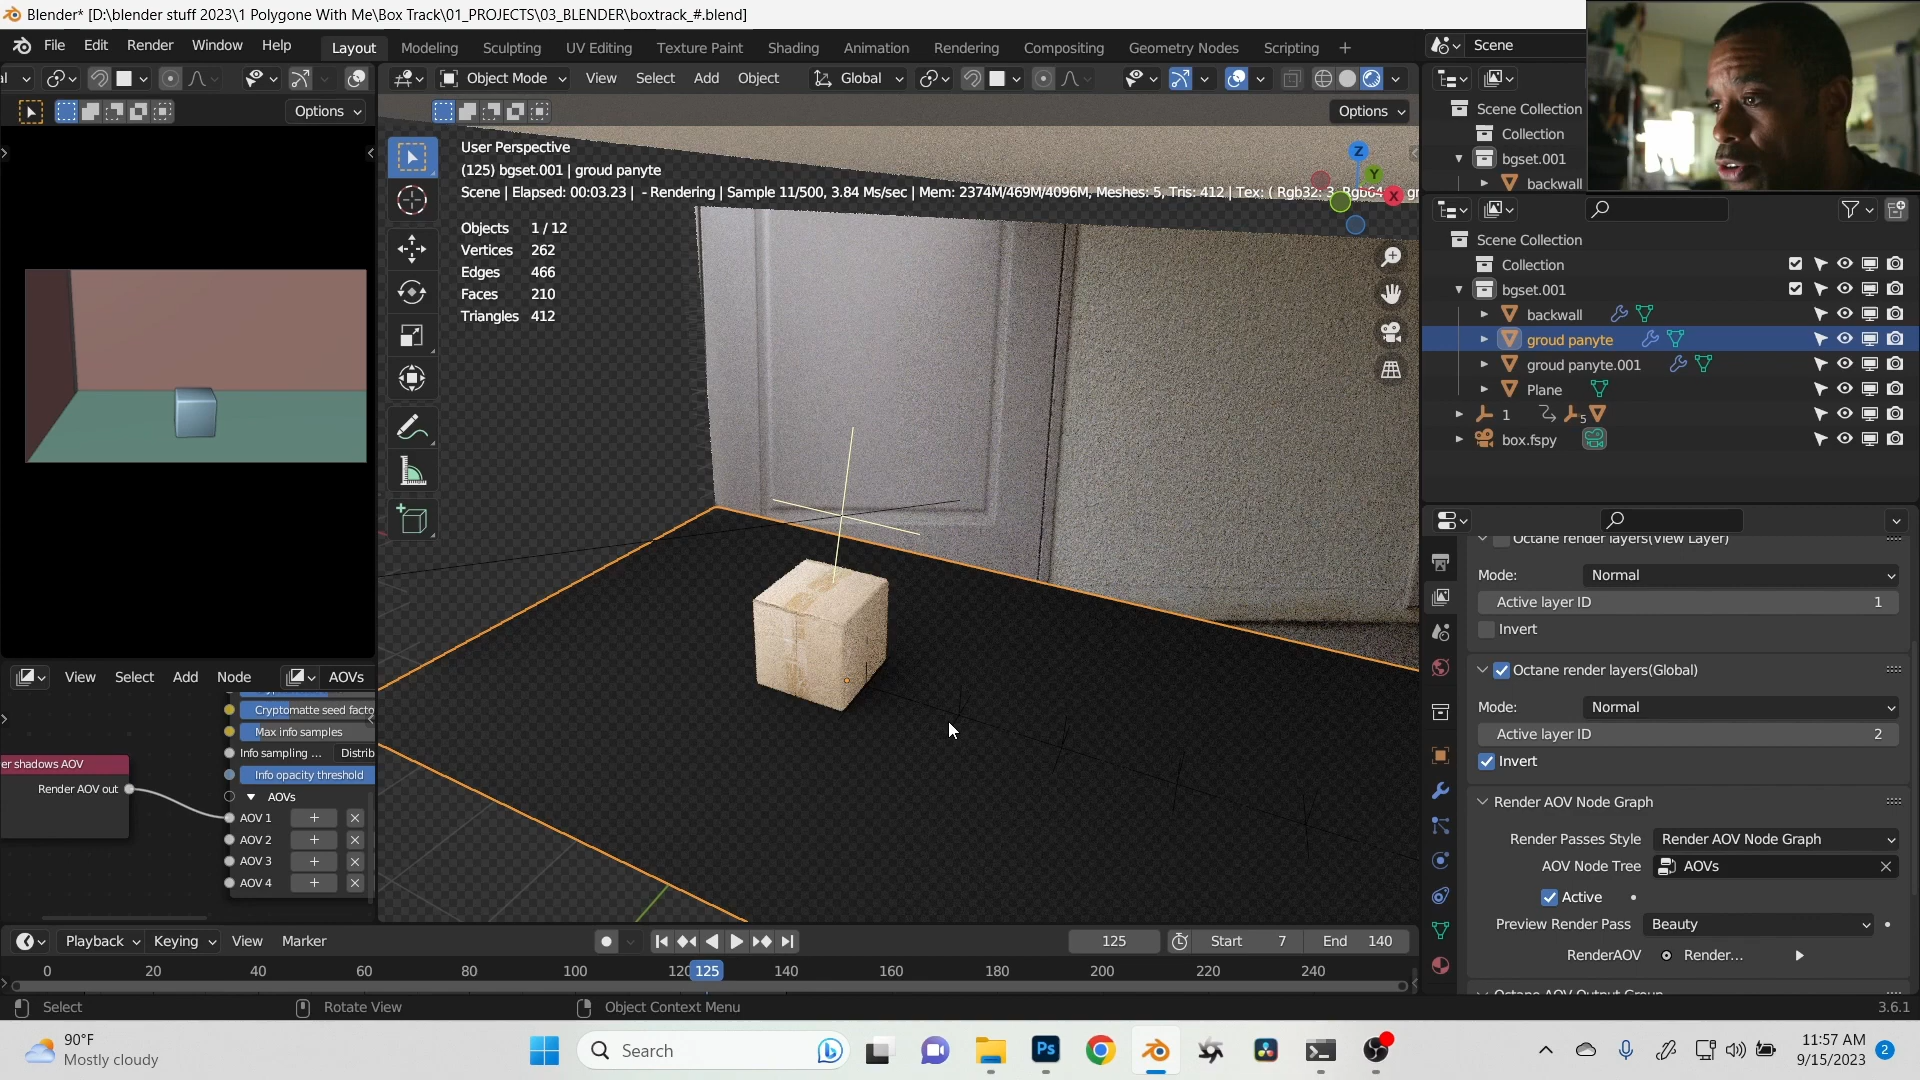 Blender* [D:\blender stuff 2023\1 Polygone With Me\Box Track\01_PROJECTS\03_BLENDER\boxtrack_#.blend]
File Edit Render Window Help Layout Modeling Sculpting UV Editing Texture Paint Shading Animation Rendering Compositing Geometry Nodes Scripting + Scene
Object Mode View Select Add Object Global
Options Options
Scene Collection
Collection
bgset.001
backwall
User Perspective
(125) bgset.001 | groud panyte
Scene | Elapsed: 00:03.23 | - Rendering | Sample 11/500, 3.84 Ms/sec | Mem: 2374M/469M/4096M, Meshes: 5, Tris: 412 | Tex: ( Rgb32: 3, Rgb64
Z
Y
X
Objects 1 / 12
Vertices 262
Edges 466
Faces 210
Triangles 412
Scene Collection
Collection
bgset.001
backwall
groud panyte
groud panyte.001
Plane
1 5
box.fspy
Octane render layers(View Layer)
Mode: Normal
Active layer ID 1
Invert
Octane render layers(Global)
Mode: Normal
Active layer ID 2
Invert
Render AOV Node Graph
Render Passes Style Render AOV Node Graph
AOV Node Tree AOVs
Active
Preview Render Pass Beauty
RenderAOV Render...
Octane AOV Output Group
View Select Add Node AOVs
Cryptomatte seed facto
Max info samples
Info sampling ... Distrib
Info opacity threshold
AOVs
AOV 1
AOV 2
AOV 3
AOV 4
er shadows AOV
Render AOV out
Playback Keying View Marker 125 Start 7 End 140
0 20 40 60 80 100 120 125 140 160 180 200 220 240
Select Rotate View Object Context Menu 3.6.1
90°F
Mostly cloudy
Search
Ps
11:57 AM
9/15/2023
2